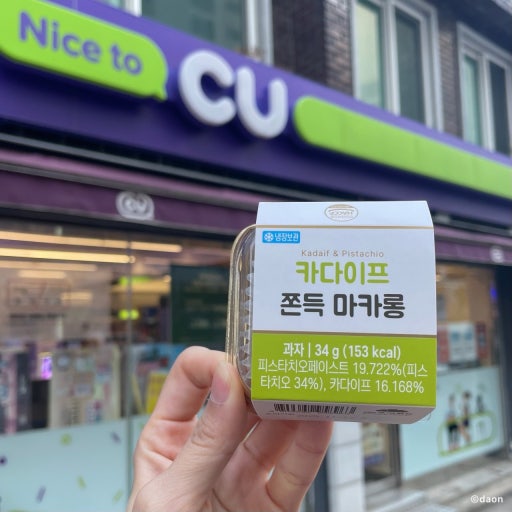 Nice to
CU
CU
냉장보관
Kadaif & Pistachio
카다이프
쫀득 마카롱
과자 | 34 g (153 kcal)
피스타치오페이스트 19.722%(피스
타치오 34%), 카다이프 16.168%
©daon